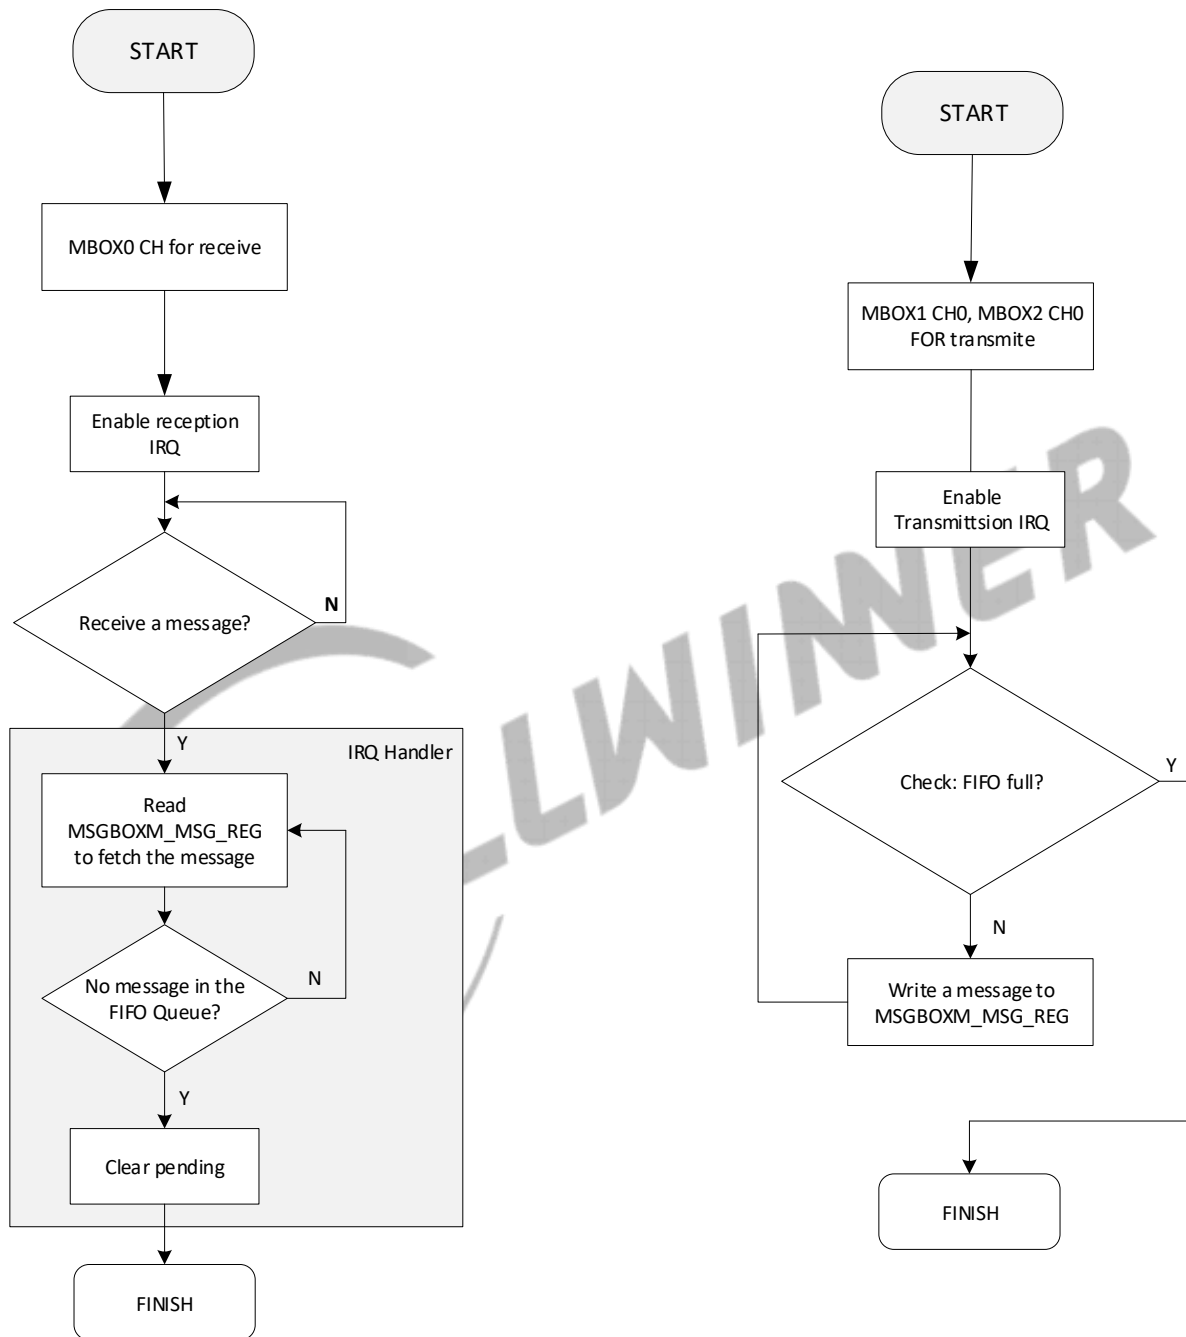 START
MBOX0 CH for receive
Enable reception
IRQ
Receive a message?
N
Y
IRQ Handler
Read
MSGBOXM_MSG_REG
to fetch the message
No message in the
FIFO Queue?
N
Y
Clear pending
FINISH
START
MBOX1 CH0, MBOX2 CH0
FOR transmite
Enable
Transmittsion IRQ
Check: FIFO full?
Y
N
Write a message to
MSGBOXM_MSG_REG
FINISH
LLWINNER